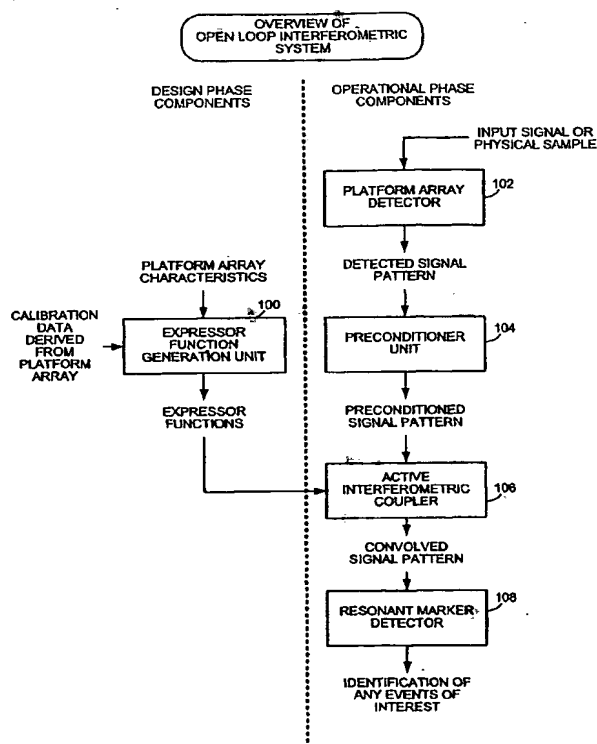 OVERVIEW OF
OPEN LOOP INTERFEROMETRIC
SYSTEM
DESIGN PHASE
COMPONENTS
OPERATIONAL PHASE
COMPONENTS
INPUT SIGNAL OR
PHYSICAL SAMPLE
PLATFORM ARRAY
DETECTOR
102
DETECTED SIGNAL
PATTERN
PLATFORM ARRAY
CHARACTERISTICS
100
CALIBRATION
DATA
DERIVED
FROM
PLATFORM
ARRAY
EXPRESSOR
FUNCTION
GENERATION UNIT
PRECONDITIONER
UNIT
104
EXPRESSOR
FUNCTIONS
PRECONDITIONED
SIGNAL PATTERN
ACTIVE
INTERFEROMETRIC
COUPLER
106
CONVOLVED
SIGNAL PATTERN
RESONANT MARKER
DETECTOR
108
IDENTIFICATION OF
ANY EVENTS OF
INTEREST